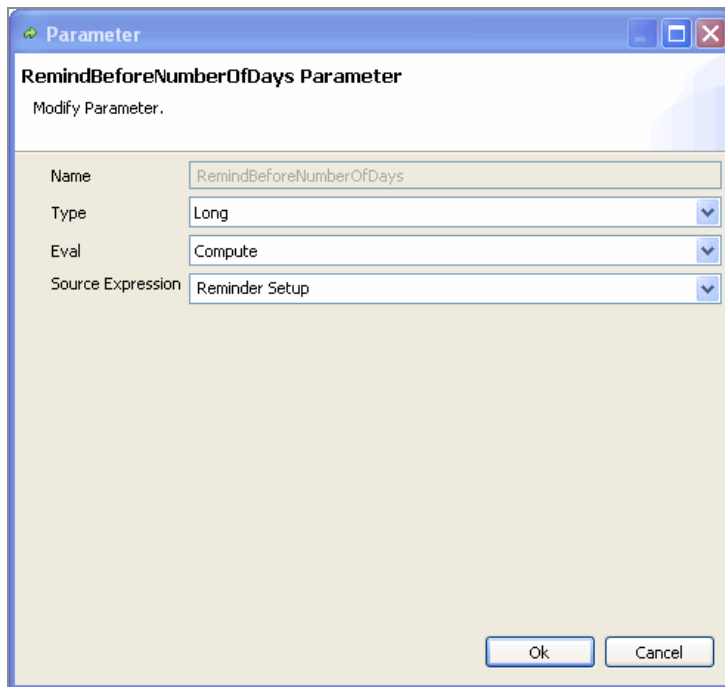 Parameter
RemindBeforeNumberOfDays Parameter
Modify Parameter.
Name RemindBeforeNumberOfDays
Type Long
Eval Compute
Source Expression Reminder Setup
Ok Cancel